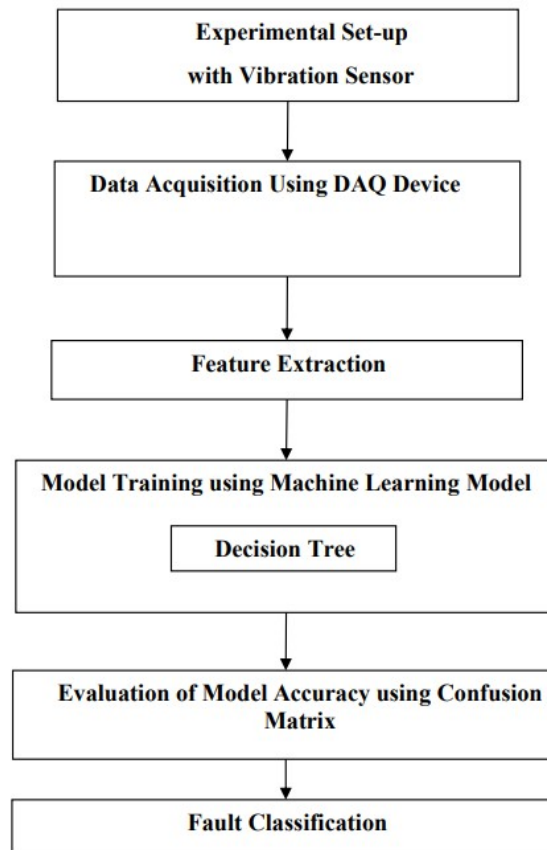 Experimental Set-up
with Vibration Sensor
Data Acquisition Using DAQ Device
Feature Extraction
Model Training using Machine Learning Model
Decision Tree
Evaluation of Model Accuracy using Confusion
Matrix
Fault Classification